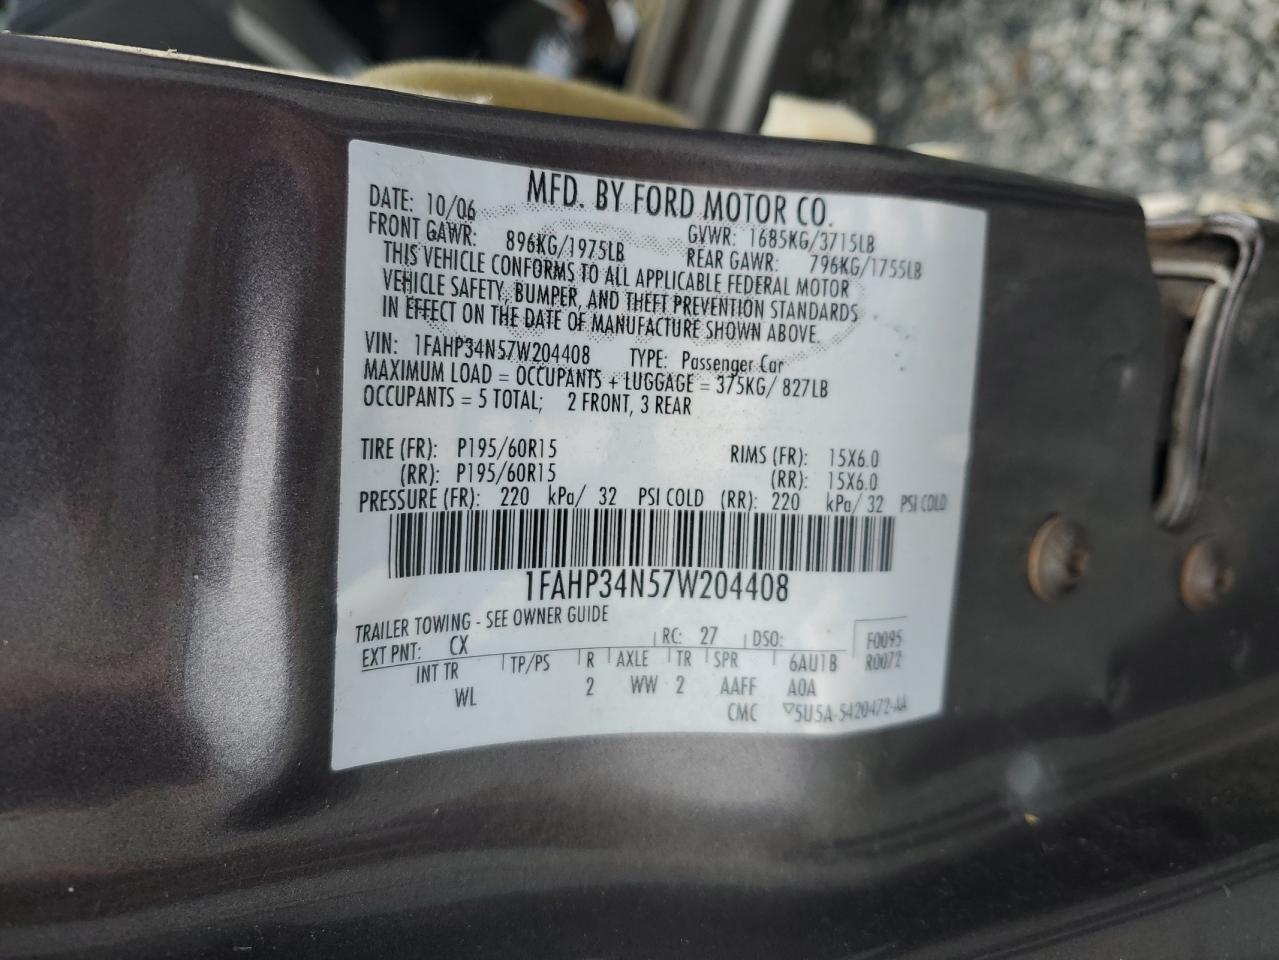 MFD. BY FORD MOTOR CO.
DATE: 10/06 GVWR: 1685KG/3715LB
FRONT GAWR: 896KG/1975LB REAR GAWR: 796KG/1755LB
THIS VEHICLE CONFORMS TO ALL APPLICABLE FEDERAL MOTOR
VEHICLE SAFETY, BUMPER, AND THEFT PREVENTION STANDARDS
IN EFFECT ON THE DATE OF MANUFACTURE SHOWN ABOVE.
VIN: 1FAHP34N57W204408 TYPE: Passenger Car
MAXIMUM LOAD = OCCUPANTS + LUGGAGE = 375KG/ 827LB
OCCUPANTS = 5 TOTAL; 2 FRONT, 3 REAR
TIRE (FR): P195/60R15 RIMS (FR): 15X6.0
(RR): P195/60R15 (RR): 15X6.0
PRESSURE (FR): 220 kPa/ 32 PSI COLD (RR): 220 kPa/ 32 PSI COLD
1FAHP34N57W204408
TRAILER TOWING - SEE OWNER GUIDE
EXT PNT: CX RC: 27 DSO: F0095
INT TR TP/PS R AXLE TR SPR 6AU1B R0072
WL 2 WW 2 AAFF A0A
CMC ▽5U5A-5420472-AA